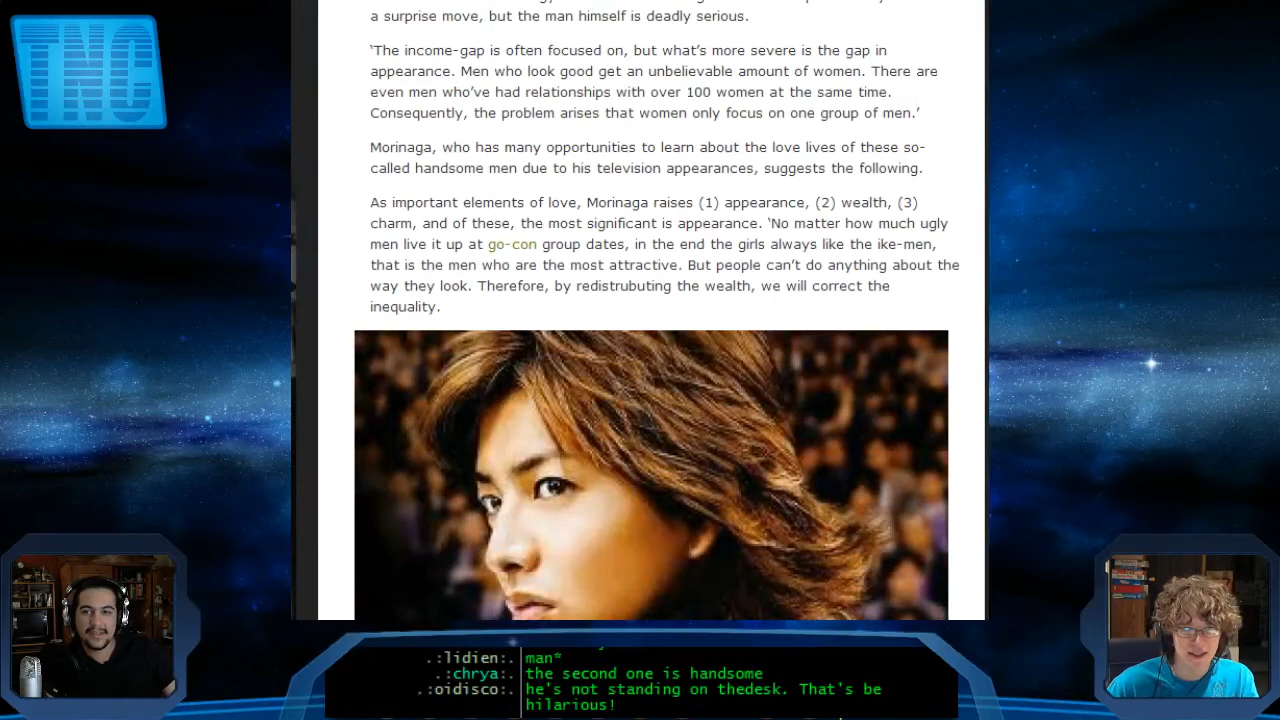 TNC
a surprise move, but the man himself is deadly serious.
‘The income-gap is often focused on, but what’s more severe is the gap in
appearance. Men who look good get an unbelievable amount of women. There are
even men who’ve had relationships with over 100 women at the same time.
Consequently, the problem arises that women only focus on one group of men.’
Morinaga, who has many opportunities to learn about the love lives of these so-
called handsome men due to his television appearances, suggests the following.
As important elements of love, Morinaga raises (1) appearance, (2) wealth, (3)
charm, and of these, the most significant is appearance. ‘No matter how much ugly
men live it up at go-con group dates, in the end the girls always like the ike-men,
that is the men who are the most attractive. But people can’t do anything about the
way they look. Therefore, by redistrubuting the wealth, we will correct the
inequality.
.:lidien:. man*
.:chrya:. the second one is handsome
.:oidisco:. he's not standing on thedesk. That's be
hilarious!